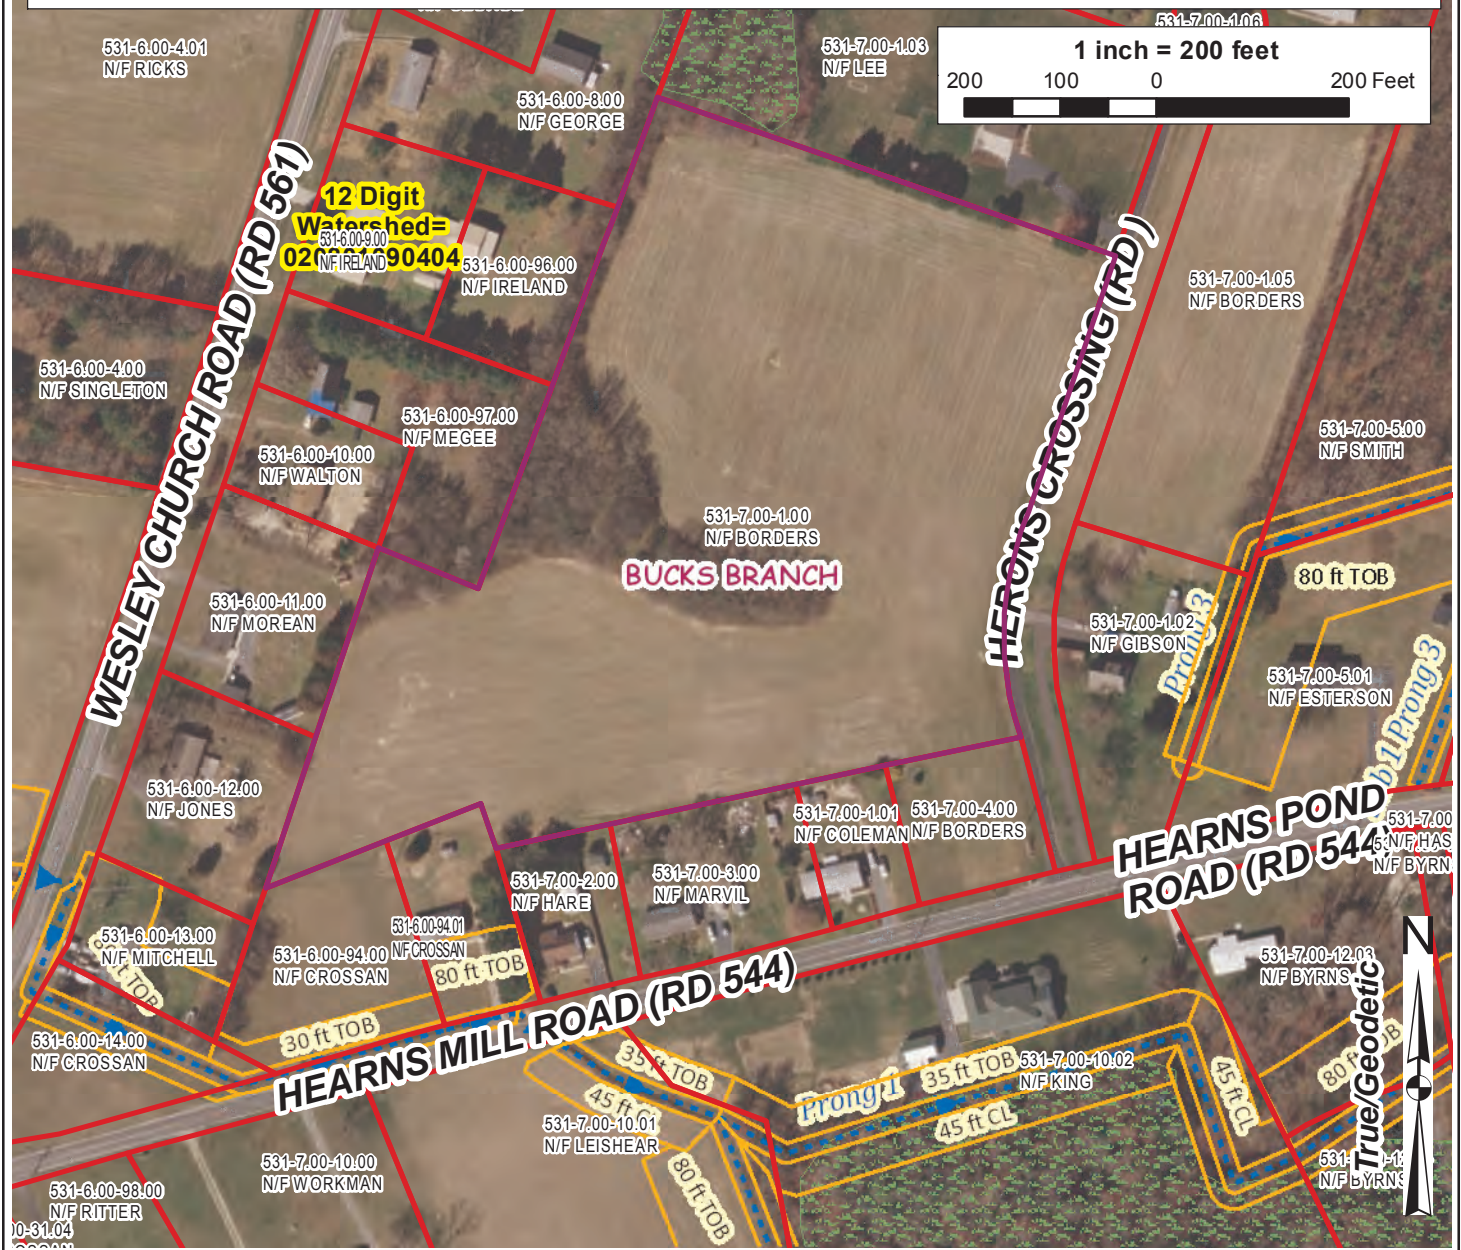 531-7.00-1.06
531-6.00-4.01
N/F RICKS
531-7.00-1.03
N/F LEE
1 inch = 200 feet
200 100 0 200 Feet
531-6.00-8.00
N/F GEORGE
WESLEY CHURCH ROAD (RD 561)
12 Digit
Watershed=
531-6.00-9.00
N/F IRELAND
531-6.00-96.00
N/F IRELAND
HERONS CROSSING (RD )
531-7.00-1.05
N/F BORDERS
531-6.00-4.00
N/F SINGLETON
531-6.00-97.00
N/F MEGEE
531-6.00-10.00
N/F WALTON
531-7.00-5.00
N/F SMITH
531-7.00-1.00
N/F BORDERS
BUCKS BRANCH
80 ft TOB
531-6.00-11.00
N/F MOREAN
531-7.00-1.02
N/F GIBSON
Prong 3
531-7.00-5.01
N/F ESTERSON
1 Prong 3
531-6.00-12.00
N/F JONES
531-7.00-1.01
N/F COLEMAN
531-7.00-4.00
N/F BORDERS
HEARNS POND
ROAD (RD 544)
531-7.00
N/F HAS
N/F BYRN
531-7.00-2.00
N/F HARE
531-7.00-3.00
N/F MARVIL
531-6.00-94.01
N/F CROSSAN
531-6.00-13.00
N/F MITCHELL
ft TOB
531-6.00-94.00
N/F CROSSAN
80 ft TOB
531-7.00-12.03
N/F BYRNS
N
True/Geodetic
HEARNS MILL ROAD (RD 544)
30 ft TOB
531-6.00-14.00
N/F CROSSAN
35 ft TOB
45 ft CL
Prong 1
35 ft TOB
531-7.00-10.02
N/F KING
45 ft CL
45 ft CL
80 ft
531-7.00-10.01
N/F LEISHEAR
80 ft TOB
531-7.00-10.00
N/F WORKMAN
531-
N/F BYRNS
531-6.00-98.00
N/F RITTER
00-31.04